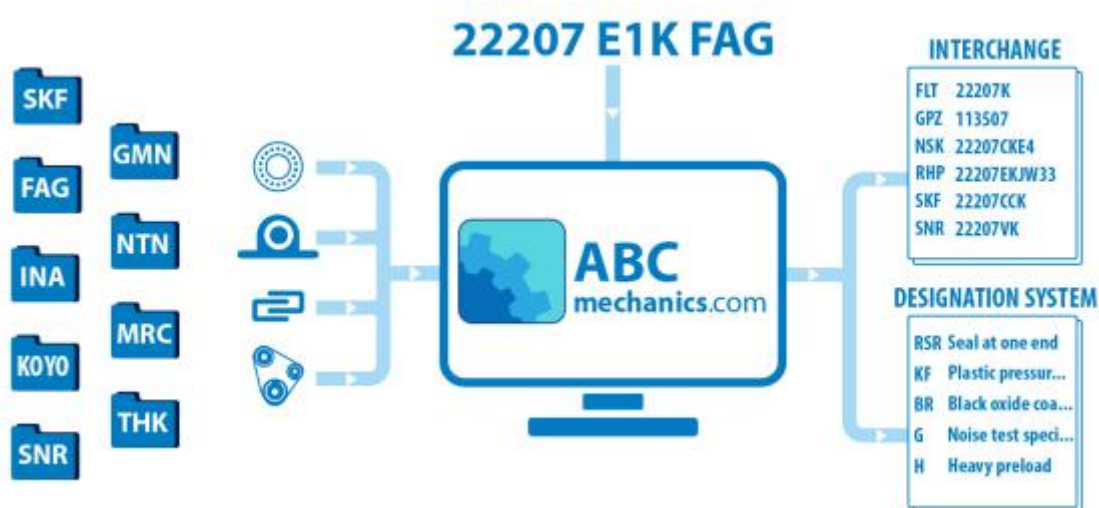 22207 E1K FAG
SKF
FAG
INA
KOYO
SNR
GMN
NTN
MRC
THK
ABC
mechanics.com
INTERCHANGE
FLT 22207K
GPZ 113507
NSK 22207CKE4
RHP 22207EKJW33
SKF 22207CCK
SNR 22207VK
DESIGNATION SYSTEM
RSR Seal at one end
KF Plastic pressur...
BR Black oxide coa...
G Noise test speci...
H Heavy preload